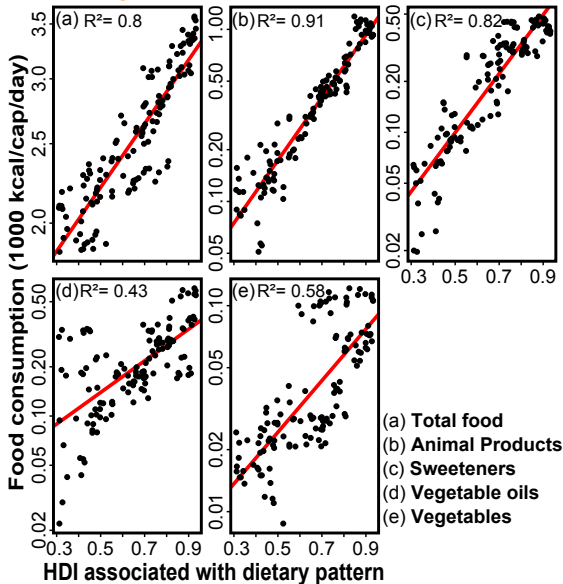 Food consumption (1000 kcal/cap/day)
(a) R²= 0.8
3.5
3.0
2.5
2.0
(b) R²= 0.91
1.00
0.50
0.20
0.10
0.05
(c) R²= 0.82
0.50
0.20
0.10
0.05
0.02
0.3 0.5 0.7 0.9
(d) R²= 0.43
0.50
0.20
0.10
0.05
0.02
0.3 0.5 0.7 0.9
(e) R²= 0.58
0.10
0.05
0.02
0.01
0.3 0.5 0.7 0.9
HDI associated with dietary pattern
(a) Total food
(b) Animal Products
(c) Sweeteners
(d) Vegetable oils
(e) Vegetables